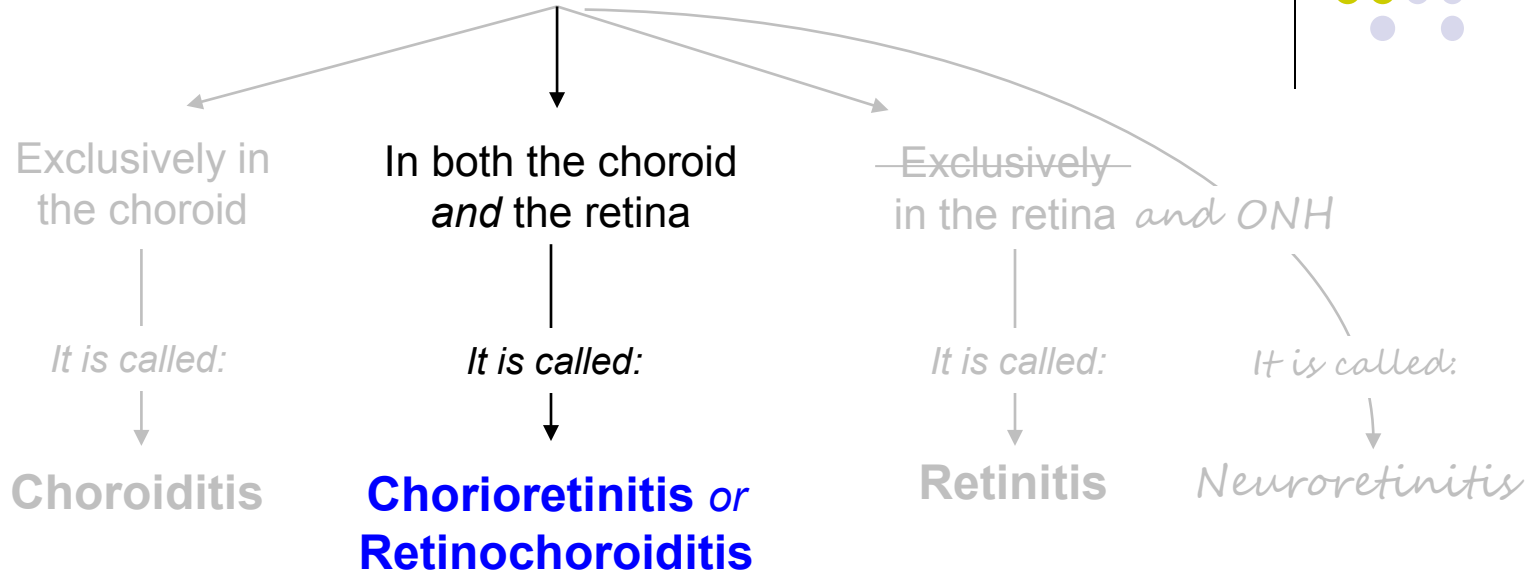 Exclusively in
the choroid
It is called:
Choroiditis
In both the choroid
and the retina
It is called:
Chorioretinitis or
Retinochoroiditis
Exclusively
in the retina and ONH
It is called:
Retinitis
It is called:
Neuroretinitis